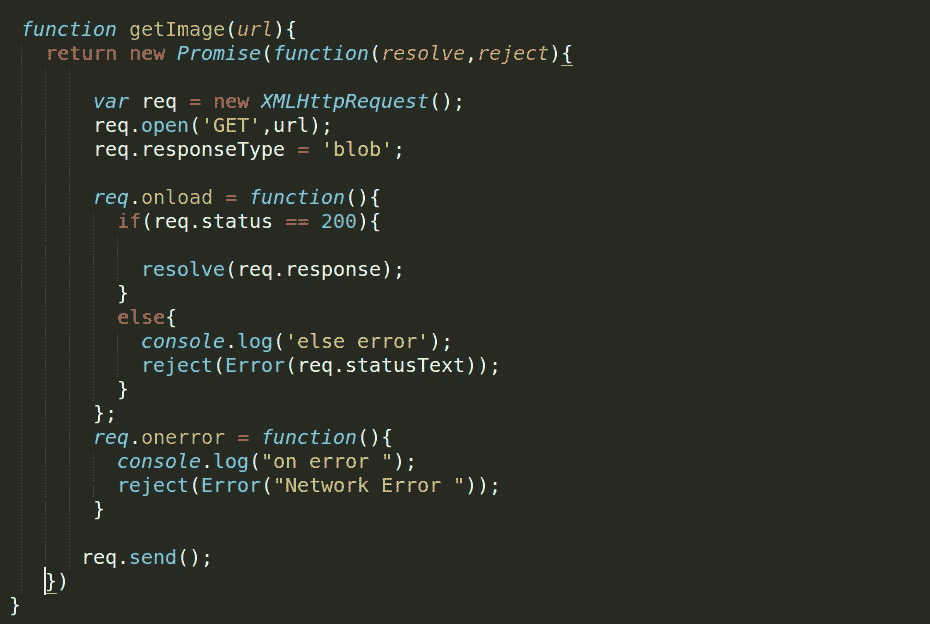 function getImage(url){
  return new Promise(function(resolve,reject){
      var req = new XMLHttpRequest();
      req.open('GET',url);
      req.responseType = 'blob';
      req.onload = function(){
        if(req.status == 200){
          resolve(req.response);
        }
        else{
          console.log('else error');
          reject(Error(req.statusText));
        }
      };
      req.onerror = function(){
        console.log("on error ");
        reject(Error("Network Error "));
      }
     req.send();
  })
}